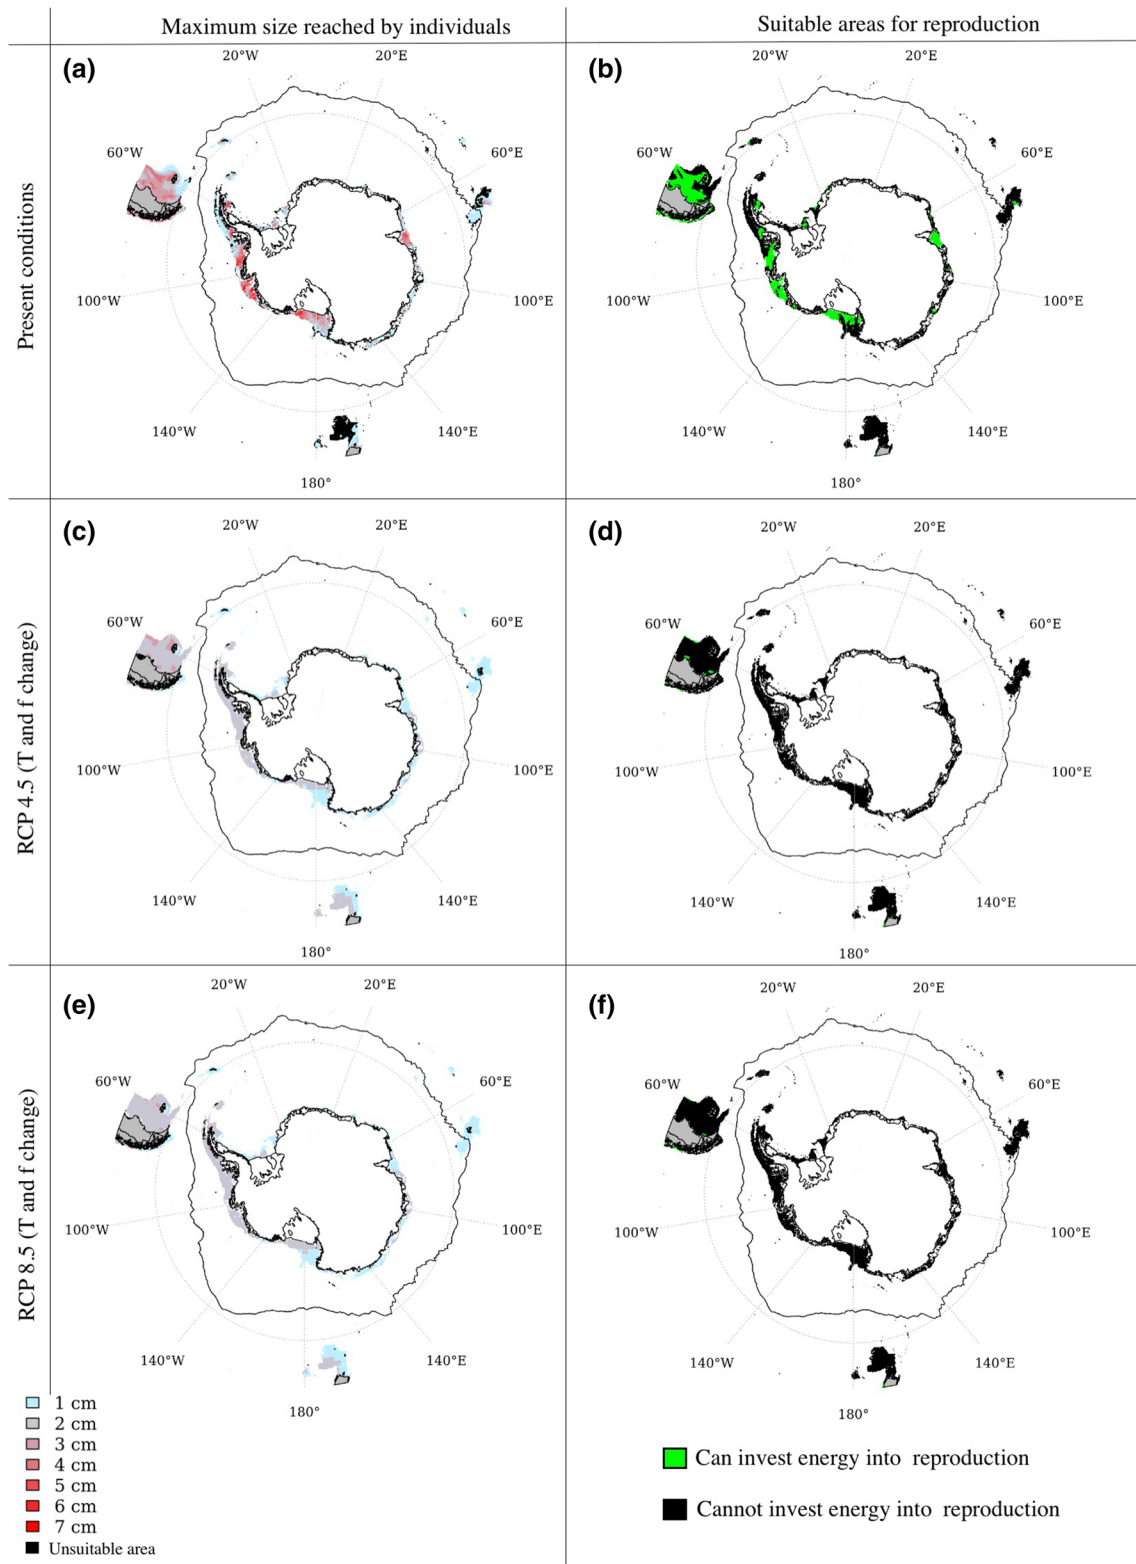 Maximum size reached by individuals
Suitable areas for reproduction
Present conditions
(a)
20°W
20°E
60°W
60°E
100°W
100°E
140°W
140°E
180°
(b)
20°W
20°E
60°W
60°E
100°W
100°E
140°W
140°E
180°
RCP 4.5 (T and f change)
(c)
20°W
20°E
60°W
60°E
100°W
100°E
140°W
140°E
180°
(d)
20°W
20°E
60°W
60°E
100°W
100°E
140°W
140°E
180°
RCP 8.5 (T and f change)
(e)
20°W
20°E
60°W
60°E
100°W
100°E
140°W
140°E
180°
(f)
20°W
20°E
60°W
60°E
100°W
100°E
140°W
140°E
180°
1 cm
2 cm
3 cm
4 cm
5 cm
6 cm
7 cm
Unsuitable area
Can invest energy into reproduction
Cannot invest energy into reproduction